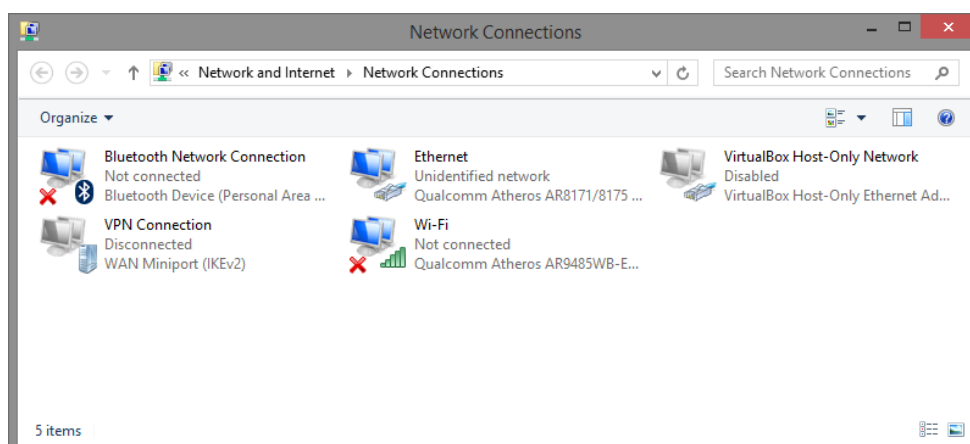 Network Connections
« Network and Internet Network Connections
Search Network Connections
Organize
Bluetooth Network Connection
Not connected
Bluetooth Device (Personal Area ...
Ethernet
Unidentified network
Qualcomm Atheros AR8171/8175 ...
VirtualBox Host-Only Network
Disabled
VirtualBox Host-Only Ethernet Ad...
VPN Connection
Disconnected
WAN Miniport (IKEv2)
Wi-Fi
Not connected
Qualcomm Atheros AR9485WB-E...
5 items